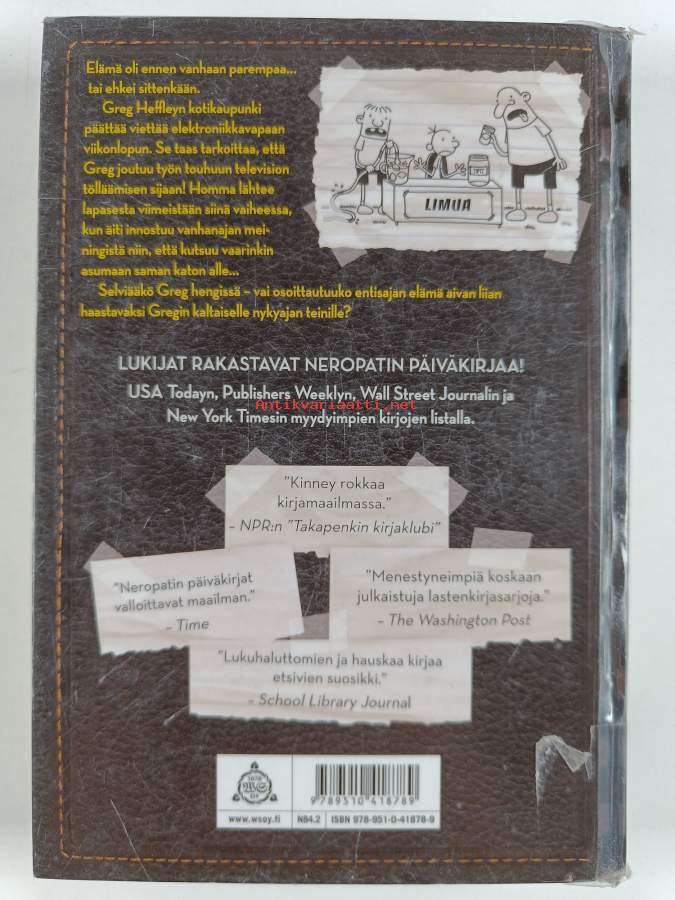 Elämä oli ennen vanhaan parempaa...
tai ehkei sittenkään.
Greg Heffleyn kotikaupunki
päättää viettää elektroniikkavapaan
viikonlopun. Se taas tarkoittaa, että
Greg joutuu työn touhuun television
tölläämisen sijaan! Homma lähtee
lapasesta viimeistään siinä vaiheessa,
kun äiti innostuu vanhanajan mei-
ningistä niin, että kutsuu vaarinkin
asumaan saman katon alle...
Selviääkö Greg hengissä – vai osoittautuuko entisajan elämä aivan liian
haastavaksi Gregin kaltaiselle nykyajan teinille?
LIMUA
LUKIJAT RAKASTAVAT NEROPATIN PÄIVÄKIRJAA!
USA Todayn, Publishers Weeklyn, Wall Street Journalin ja
Antikvariaatti.net
New York Timesin myydyimpien kirjojen listalla.
"Kinney rokkaa
kirjamaailmassa."
– NPR:n "Takapenkin kirjaklubi"
"Neropatin päiväkirjat
valloittavat maailman."
– Time
"Menestyneimpiä koskaan
julkaistuja lastenkirjasarjoja."
– The Washington Post
"Lukuhaluttomien ja hauskaa kirjaa
etsivien suosikki."
– School Library Journal
1878
WS
OY
9789510418789
www.wsoy.fi
N84.2
ISBN 978-951-0-41878-9